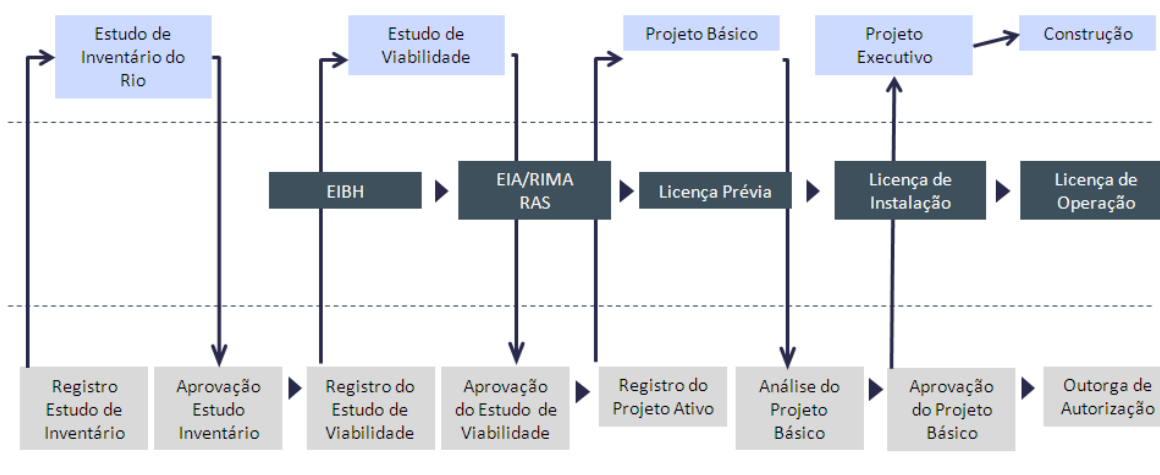 Estudo de
Inventário do
Rio
Estudo de
Viabilidade
Projeto Básico
Projeto
Executivo
Construção
EIBH
EIA/RIMA
RAS
Licença Prévia
Licença de
Instalação
Licença de
Operação
Registro
Estudo de
Inventário
Aprovação
Estudo
Inventário
Registro do
Estudo de
Viabilidade
Aprovação
do Estudo de
Viabilidade
Registro do
Projeto Ativo
Análise do
Projeto
Básico
Aprovação
do Projeto
Básico
Outorga de
Autorização